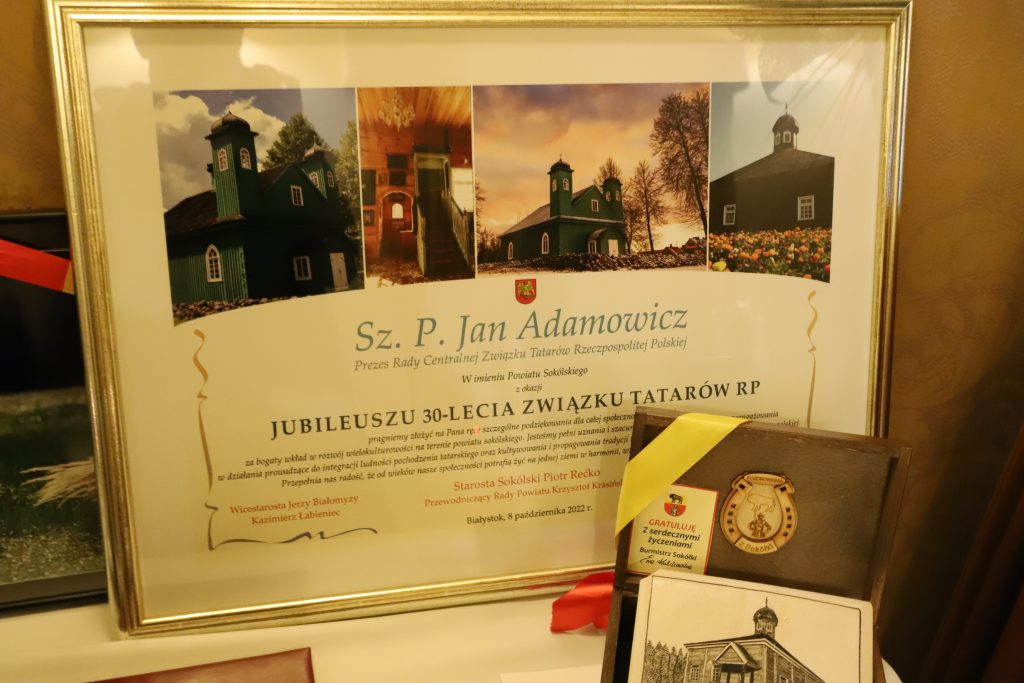 Sz. P. Jan Adamowicz
Prezes Rady Centralnej Związku Tatarów Rzeczpospolitej Polskiej
W imieniu Powiatu Sokólskiego
z okazji
JUBILEUSZU 30-LECIA ZWIĄZKU TATARÓW RP
pragniemy złożyć na Pana ręce szczególne podziękowania dla całej
za bogaty wkład w rozwój wielokulturowości na terenie powiatu sokólskiego. Jesteśmy pełni uznania i
w działania prowadzące do integracji ludności pochodzenia tatarskiego oraz kultywowania i propagowania tradycji
Przepełnia nas radość, że od wieków nasze społeczności potrafią żyć na jednej ziemi w harmonii,
Wicestarosta Jerzy Białomyzy
Kazimierz Łabieniec
Starosta Sokólski Piotr Rećko
Przewodniczący Rady Powiatu Krzysztof
Białystok, 8 października 2022 r.
GRATULUJĘ
Z serdecznymi
życzeniami
Burmistrz Sokółki
POZDROWIENIA
Z Sokółki